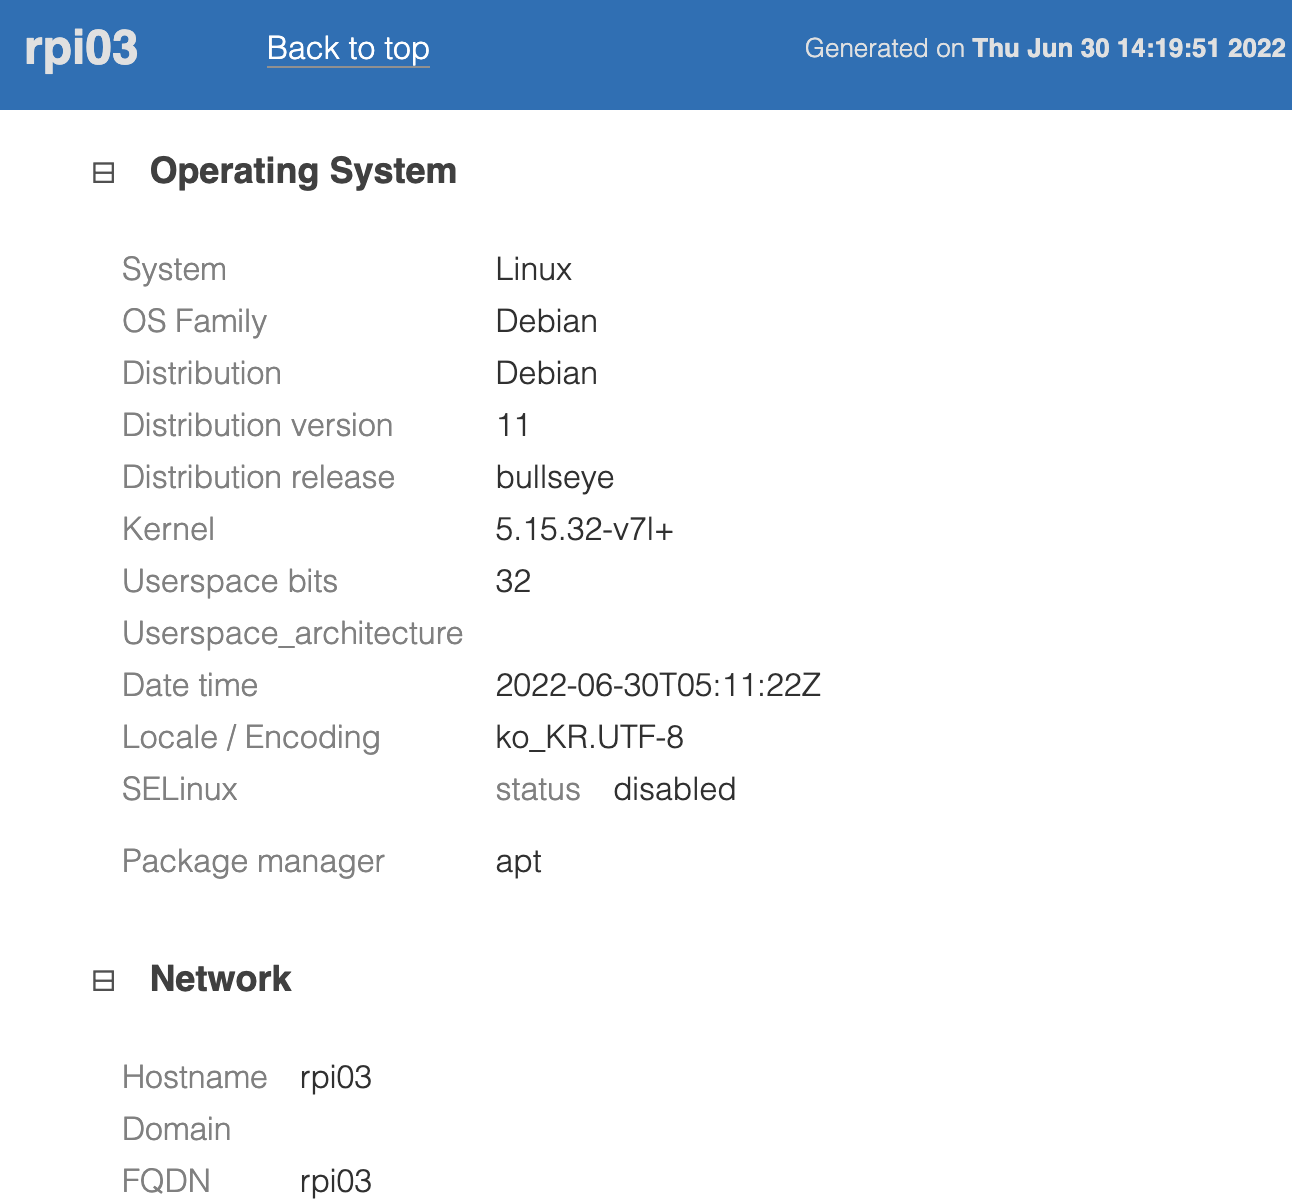 rpi03 Back to top Generated on Thu Jun 30 14:19:51 2022
Operating System
System Linux
OS Family Debian
Distribution Debian
Distribution version 11
Distribution release bullseye
Kernel 5.15.32-v7l+
Userspace bits 32
Userspace_architecture
Date time 2022-06-30T05:11:22Z
Locale / Encoding ko_KR.UTF-8
SELinux status disabled
Package manager apt
Network
Hostname rpi03
Domain
FQDN rpi03